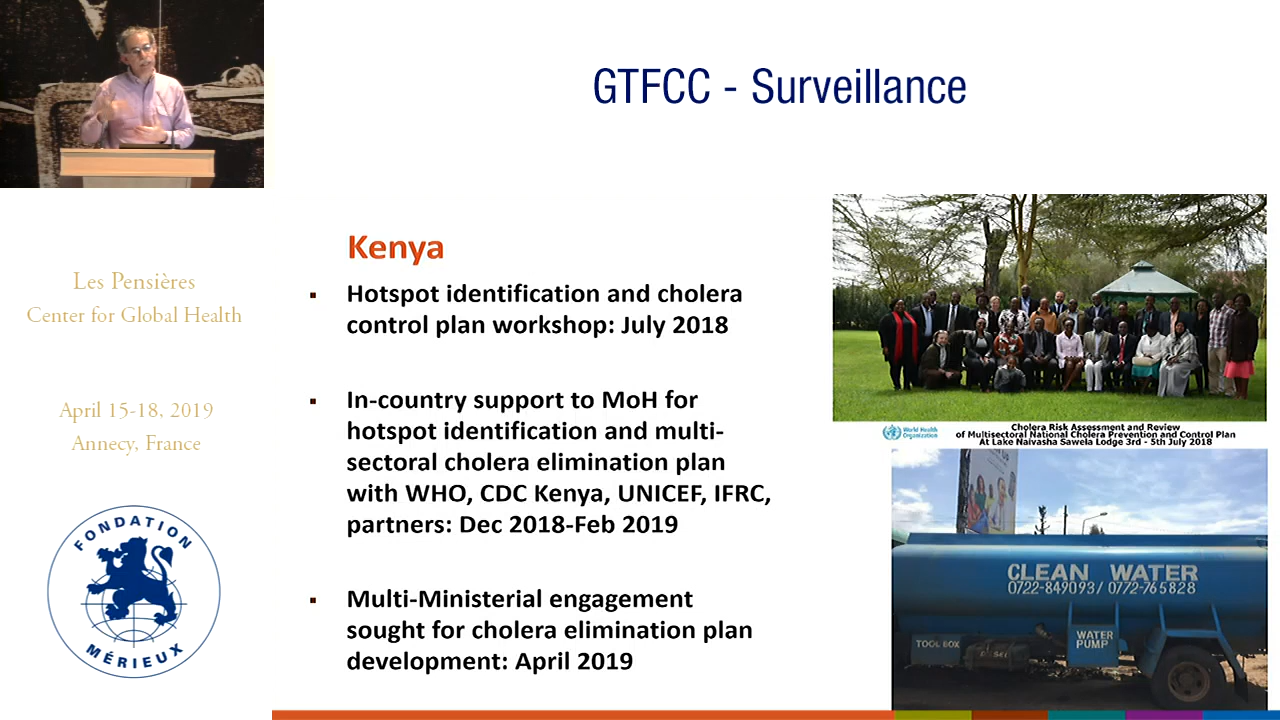 GTFCC - Surveillance
Les Pensières
Center for Global Health
April 15-18, 2019
Annecy, France
FONDATION
MÉRIEUX
Kenya
▪ Hotspot identification and cholera
control plan workshop: July 2018
▪ In-country support to MoH for
hotspot identification and multi-
sectoral cholera elimination plan
with WHO, CDC Kenya, UNICEF, IFRC,
partners: Dec 2018-Feb 2019
▪ Multi-Ministerial engagement
sought for cholera elimination plan
development: April 2019
World Health
Organization
Cholera Risk Assessment and Review
of Multisectoral National Cholera Prevention and Control Plan
At Lake Naivasha Sawela Lodge 3rd - 5th July 2018
CLEAN WATER
0722-849093/ 0772-765828
TOOL BOX
DIESEL
WATER
PUMP